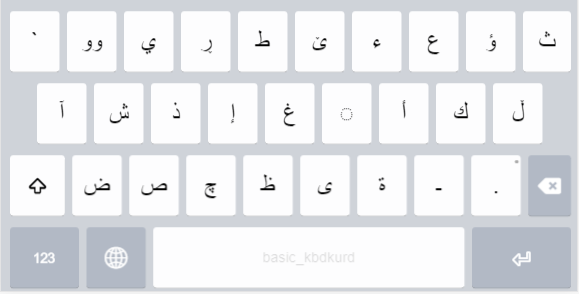 ` وو ي ڕ ط ێ ء ع ؤ ث
آ ش ذ إ غ ◌ أ ك ڵ
ض ص چ ظ ى ة ـ .
123 basic_kbdkurd